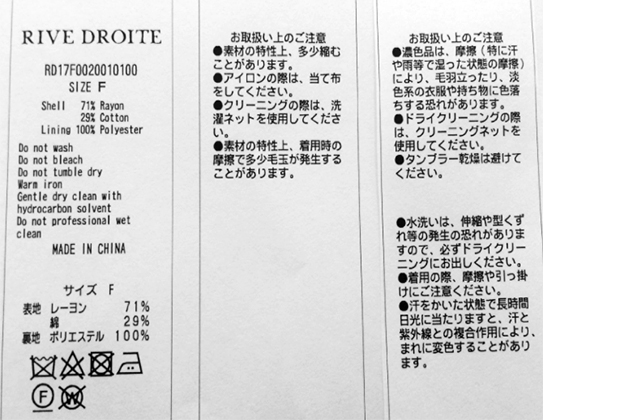 RIVE DROITE
RD17F0020010100
SIZE F
Shell 71% Rayon
29% Cotton
Lining 100% Polyester
Do not wash
Do not bleach
Do not tumble dry
Warm iron
Gentle dry clean with
hydrocarbon solvent
Do not professional wet
clean
MADE IN CHINA
サイズ F
表地 レーヨン 71%
綿 29%
裏地 ポリエステル 100%
F
W
お取扱い上のご注意
●素材の特性上、多少縮む
ことがあります。
●アイロンの際は、当て布
をしてください。
●クリーニングの際は、洗
濯ネットを使用してくださ
い。
●素材の特性上、着用時の
摩擦で多少毛玉が発生する
ことがあります。
お取扱い上のご注意
●濃色品は、摩擦（特に汗
や雨等で湿った状態の摩擦）
により、毛羽立ったり、淡
色系の衣服や持ち物に色落
ちする恐れがあります。
●ドライクリーニングの際
は、クリーニングネットを
使用してください。
●タンブラー乾燥は避けて
ください。
●水洗いは、伸縮や型くず
れ等の発生の恐れがありま
すので、必ずドライクリー
ニングにお出しください。
●着用の際、摩擦や引っ掛
けにご注意ください。
●汗をかいた状態で長時間
日光に当たりますと、汗と
紫外線との複合作用により、
まれに変色することがあり
ます。